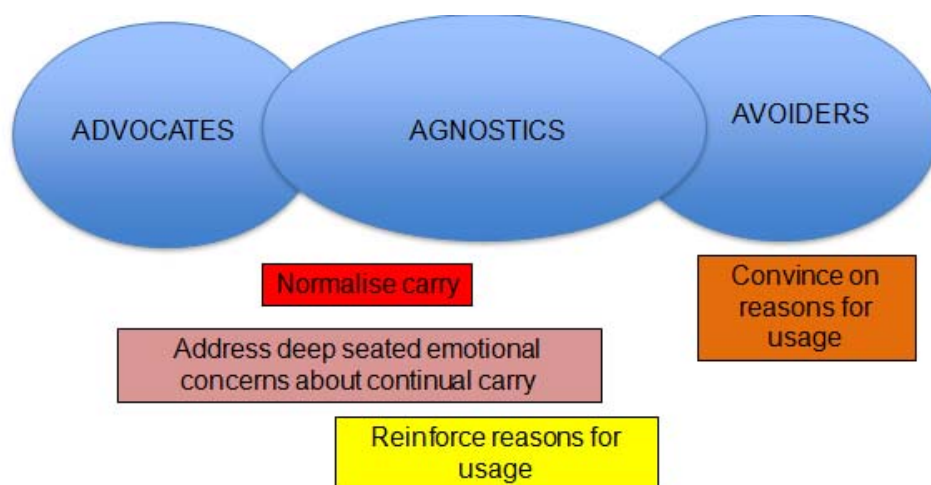 ADVOCATES
AGNOSTICS
AVOIDERS
Normalise carry
Convince on
reasons for
usage
Address deep seated emotional
concerns about continual carry
Reinforce reasons for
usage